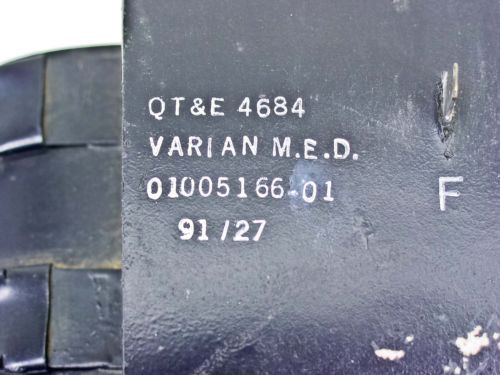 QT&E 4684
VARIAN M.E.D.
01005166-01
F
91/27